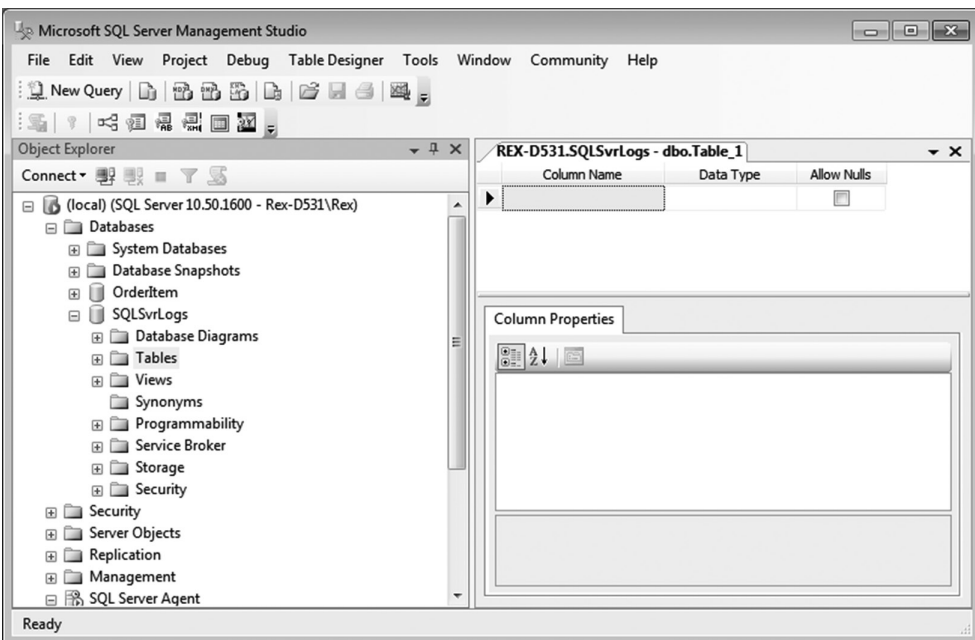 Microsoft SQL Server Management Studio
File Edit View Project Debug Table Designer Tools Window Community Help
New Query
Object Explorer
Connect
(local) (SQL Server 10.50.1600 - Rex-D531\Rex)
Databases
System Databases
Database Snapshots
OrderItem
SQLSvrLogs
Database Diagrams
Tables
Views
Synonyms
Programmability
Service Broker
Storage
Security
Security
Server Objects
Replication
Management
SQL Server Agent
REX-D531.SQLSvrLogs - dbo.Table_1
Column Name Data Type Allow Nulls
Column Properties
Ready